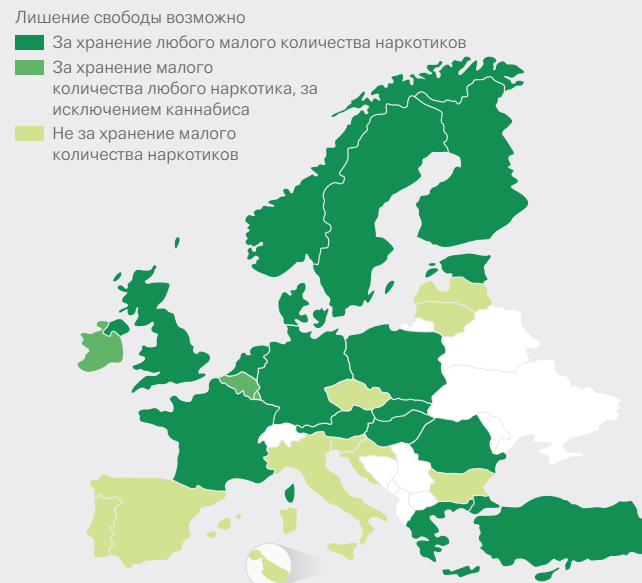 Лишение свободы возможно
За хранение любого малого количества наркотиков
За хранение малого
количества любого наркотика, за
исключением каннабиса
Не за хранение малого
количества наркотиков